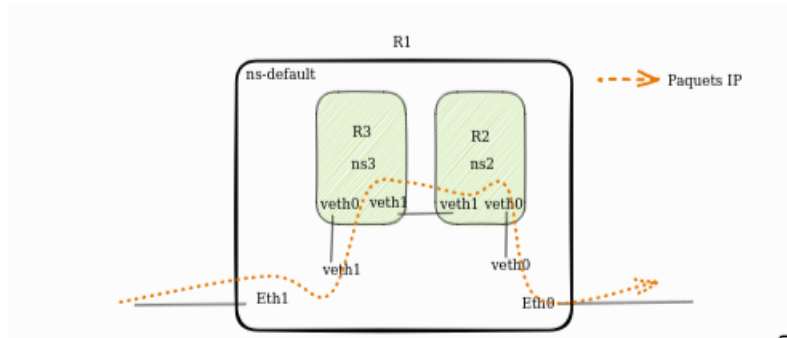 R1
ns-default
Paquets IP
R3
R2
ns3
ns2
veth0 veth1
veth1 veth0
veth1
veth0
Eth1
Eth0